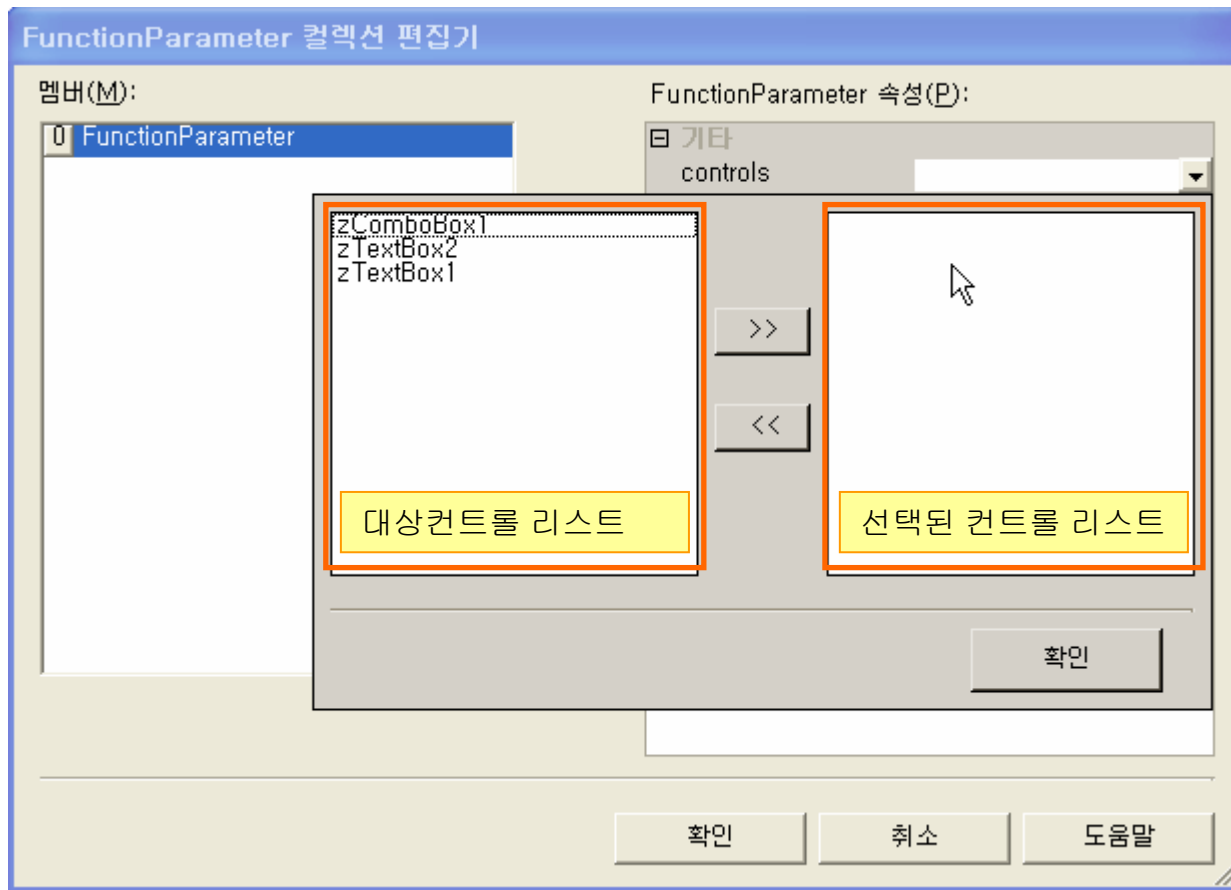 FunctionParameter 컬렉션 편집기
멤버(M):
FunctionParameter 속성(P):
0 FunctionParameter
기타
controls
zComboBox1
zTextBox2
zTextBox1
>>
<<
대상컨트롤 리스트
선택된 컨트롤 리스트
확인
확인
취소
도움말